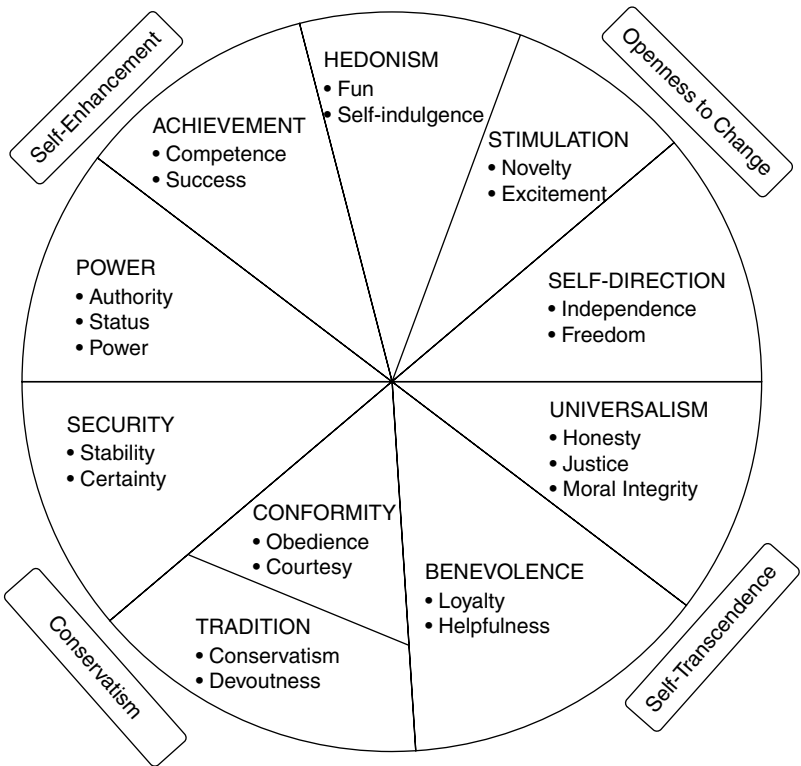 Self-Enhancement
Openness to Change
HEDONISM
• Fun
• Self-indulgence
ACHIEVEMENT
• Competence
• Success
STIMULATION
• Novelty
• Excitement
POWER
• Authority
• Status
• Power
SELF-DIRECTION
• Independence
• Freedom
SECURITY
• Stability
• Certainty
UNIVERSALISM
• Honesty
• Justice
• Moral Integrity
CONFORMITY
• Obedience
• Courtesy
BENEVOLENCE
• Loyalty
• Helpfulness
TRADITION
• Conservatism
• Devoutness
Conservatism
Self-Transcendence